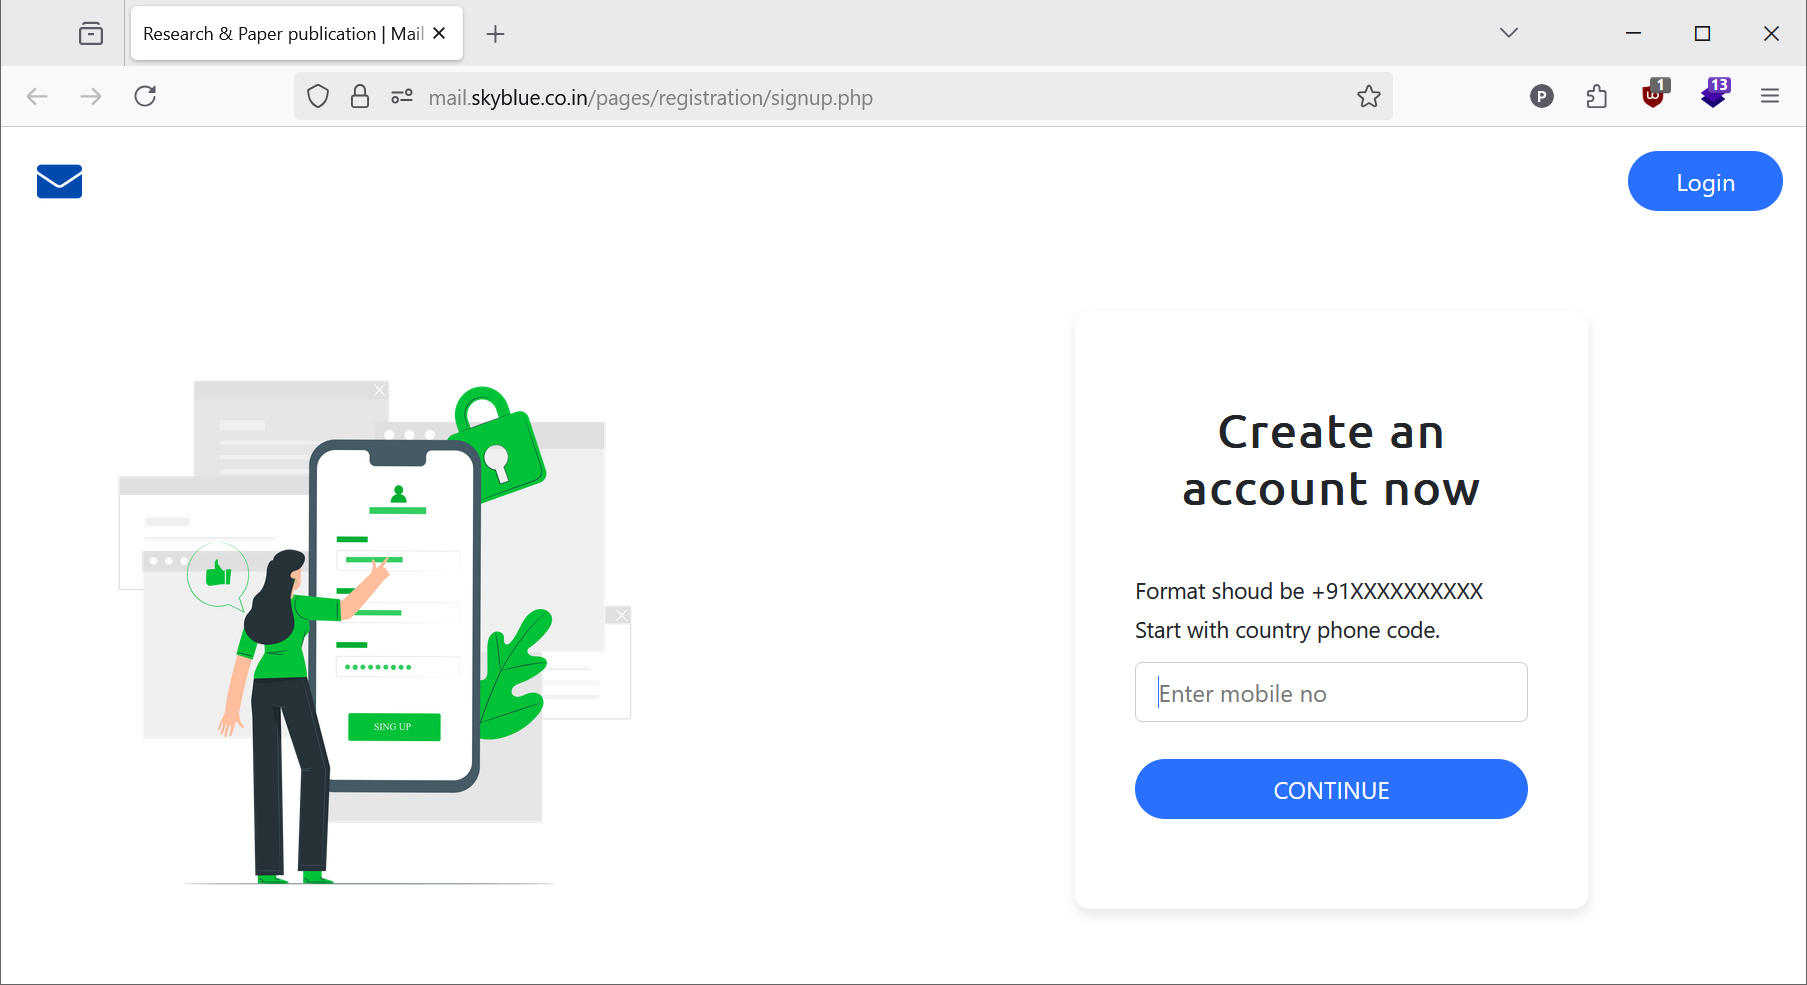 Research & Paper publication | Mail
mail.skyblue.co.in/pages/registration/signup.php
P
1
13
Login
Create an
account now
Format shoud be +91XXXXXXXXXX
Start with country phone code.
Enter mobile no
CONTINUE
SING UP